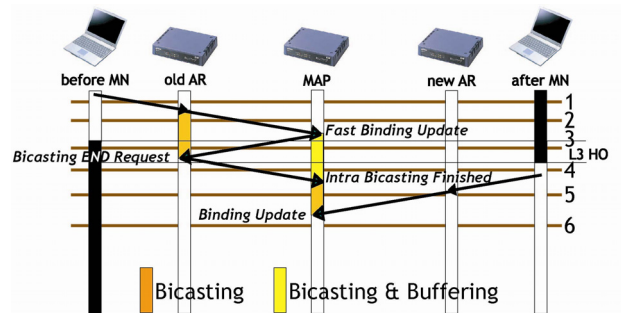 before MN
old AR
MAP
new AR
after MN
1
2
Fast Binding Update
3
Bicasting END Request
L3 HO
4
Intra Bicasting Finished
5
Binding Update
6
Bicasting
Bicasting & Buffering